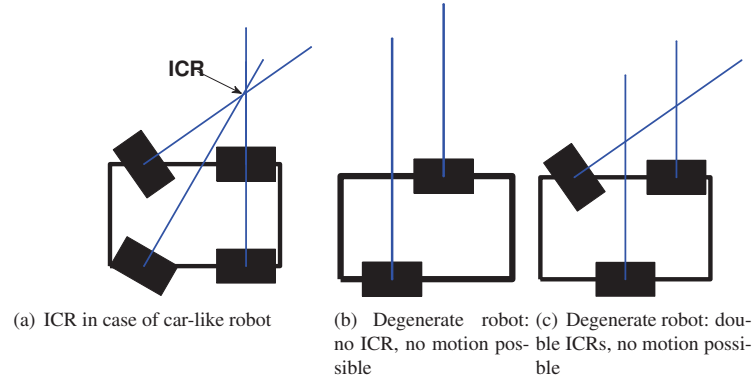 ICR
(a) ICR in case of car-like robot
(b) Degenerate robot:
no ICR, no motion pos-
sible
(c) Degenerate robot: dou-
ble ICRs, no motion possi-
ble